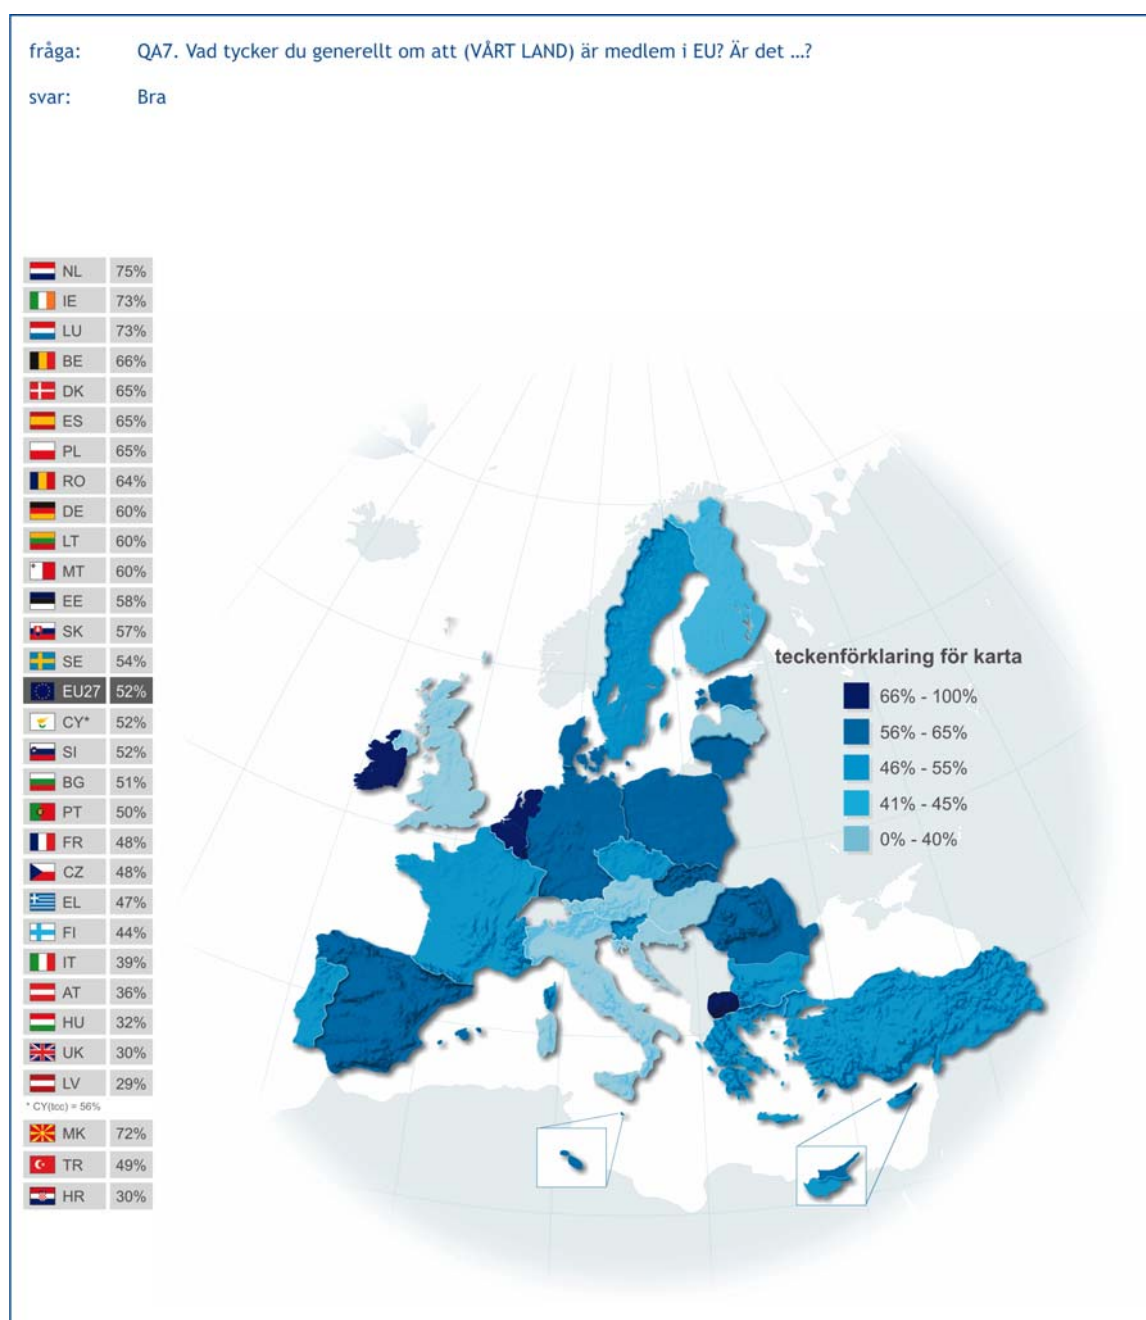 fråga: QA7. Vad tycker du generellt om att (VÅRT LAND) är medlem i EU? Är det ...?
svar: Bra
NL 75%
IE 73%
LU 73%
BE 66%
DK 65%
ES 65%
PL 65%
RO 64%
DE 60%
LT 60%
MT 60%
EE 58%
SK 57%
SE 54%
EU27 52%
CY* 52%
SI 52%
BG 51%
PT 50%
FR 48%
CZ 48%
EL 47%
FI 44%
IT 39%
AT 36%
HU 32%
UK 30%
LV 29%
* CY(tcc) = 56%
MK 72%
TR 49%
HR 30%
teckenförklaring för karta
66% - 100%
56% - 65%
46% - 55%
41% - 45%
0% - 40%